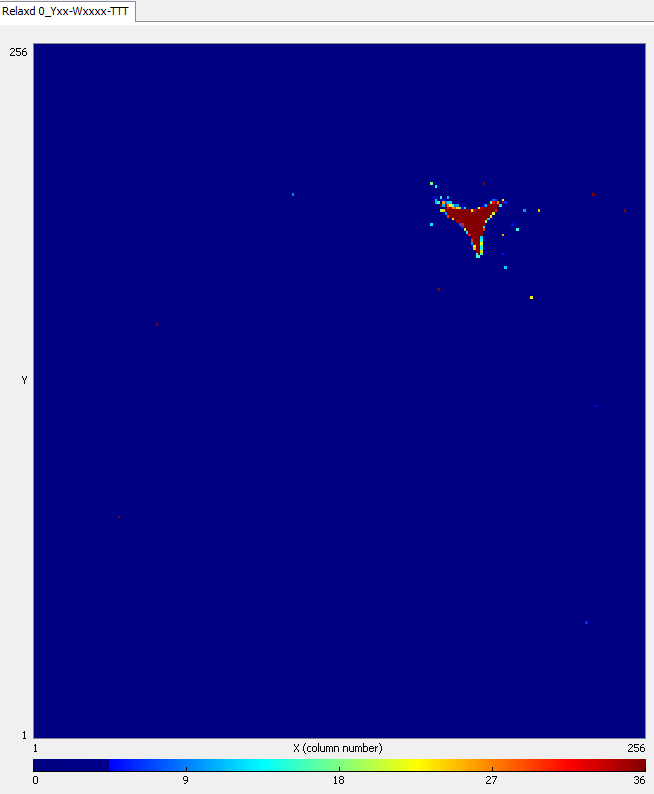 Relaxd 0_Yxx-Wxxxx-TTT
256
Y
1
1 X (column number) 256
0 9 18 27 36